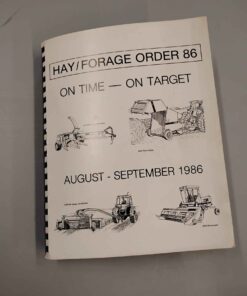 HAY/FORAGE ORDER 86
ON TIME — ON TARGET
AUGUST - SEPTEMBER 1986